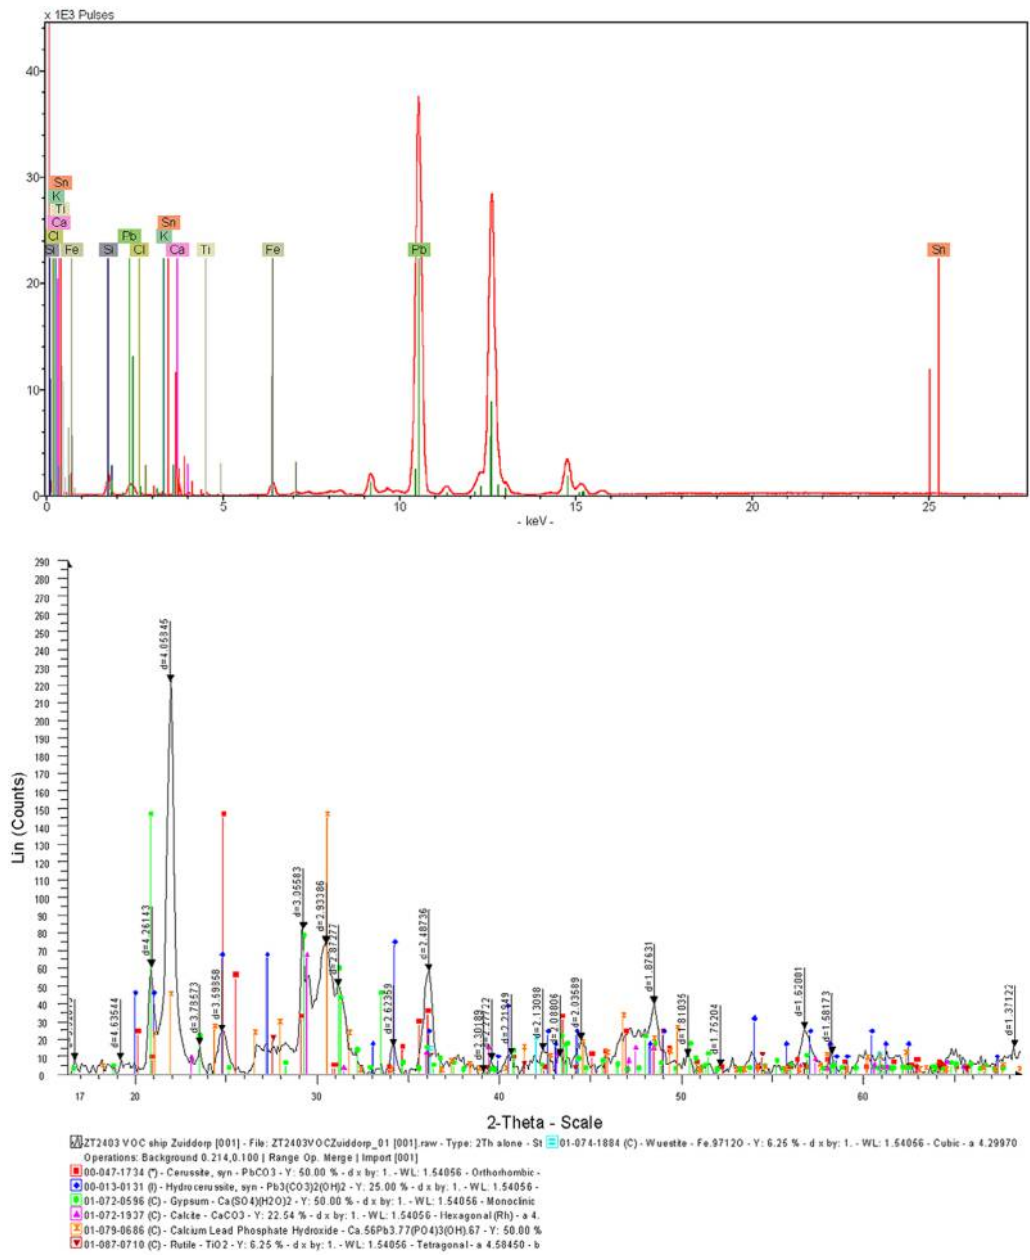 x 1E3 Pulses
40
30
20
10
0
Sn
K
Ti
Ca
Cl
Si
Fe
Si
Pb
Cl
K
Sn
Ca
Ti
Fe
Pb
Sn
0
10
15
20
25
- keV -
Lin (Counts)
290
280
270
260
250
240
230
220
210
200
190
180
170
160
150
140
130
120
110
100
90
80
70
60
50
40
30
20
10
0
d=4.63544
d=4.26143
d=4.05845
d=3.78573
d=3.59858
d=3.05583
d=2.93386
d=2.87277
d=2.62359
d=2.48736
d=2.30189
d=2.27722
d=2.21949
d=2.13098
d=2.08806
d=2.03589
d=1.87631
d=1.81035
d=1.75204
d=1.62001
d=1.58173
d=1.37122
17
20
30
40
50
60
2-Theta - Scale
ZT2403 VOC ship Zuiddorp [001] - File: ZT2403VOCZuiddorp_01 [001].raw - Type: 2Th alone - St
01-074-1884 (C) - Wuestite - Fe.97120 - Y: 6.25 % - d x by: 1. - WL: 1.54056 - Cubic - a 4.29970
Operations: Background 0.214,0.100 | Range Op. Merge | Import [001]
00-047-1734 (*) - Cerussite, syn - PbCO3 - Y: 50.00 % - d x by: 1. - WL: 1.54056 - Orthorhombic -
00-013-0131 (I) - Hydrocerussite, syn - Pb3(CO3)2(OH)2 - Y: 25.00 % - d x by: 1. - WL: 1.54056 -
01-072-0596 (C) - Gypsum - Ca(SO4)(H2O)2 - Y: 50.00 % - d x by: 1. - WL: 1.54056 - Monoclinic
01-072-1937 (C) - Calcite - CaCO3 - Y: 22.54 % - d x by: 1. - WL: 1.54056 - Hexagonal (Rh) - a 4.
01-079-0686 (C) - Calcium Lead Phosphate Hydroxide - Ca.56Pb3.77(PO4)3(OH).67 - Y: 50.00 %
01-087-0710 (C) - Rutile - TiO2 - Y: 6.25 % - d x by: 1. - WL: 1.54056 - Tetragonal - a 4.58450 - b